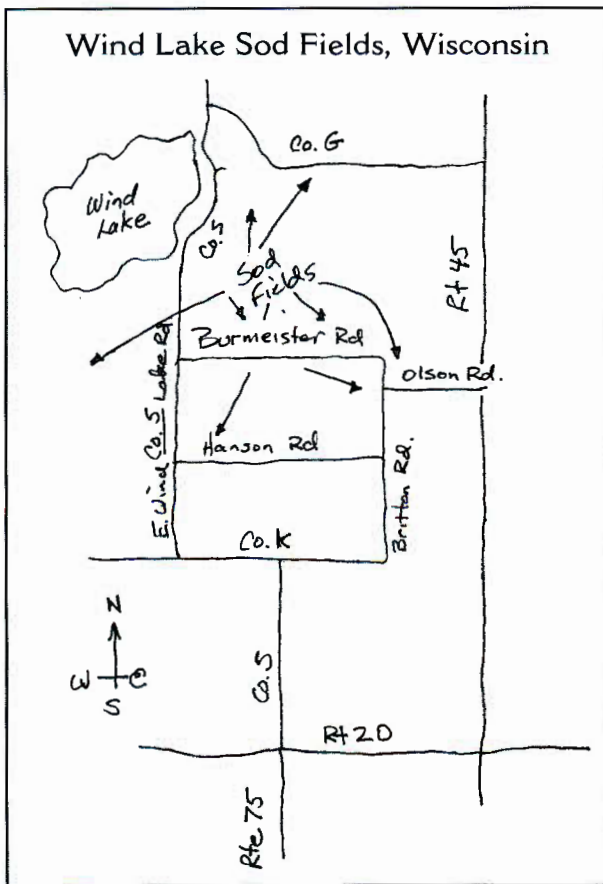 Wind Lake Sod Fields, Wisconsin
Co. G
Wind
Lake
Co. S
Sod
Fields
Rt 45
Burmeister Rd
Olson Rd.
E. Wind Co. S Lake Rd
Hanson Rd
Britton Rd.
Co. K
N
W E
S
Co. S
Rt 20
Rte 75